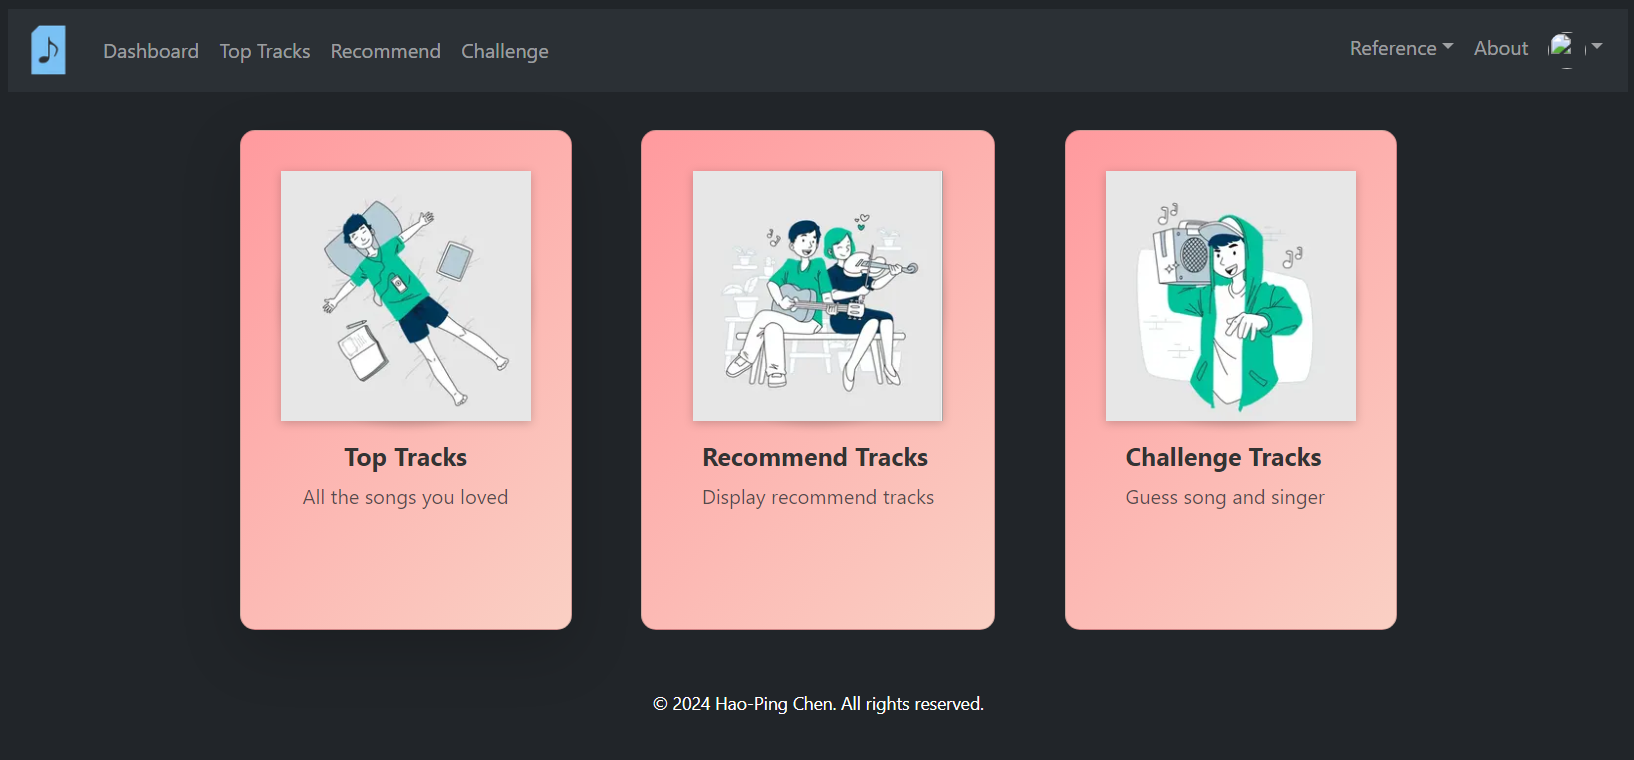 Dashboard Top Tracks Recommend Challenge Reference About
Top Tracks
All the songs you loved
Recommend Tracks
Display recommend tracks
Challenge Tracks
Guess song and singer
© 2024 Hao-Ping Chen. All rights reserved.